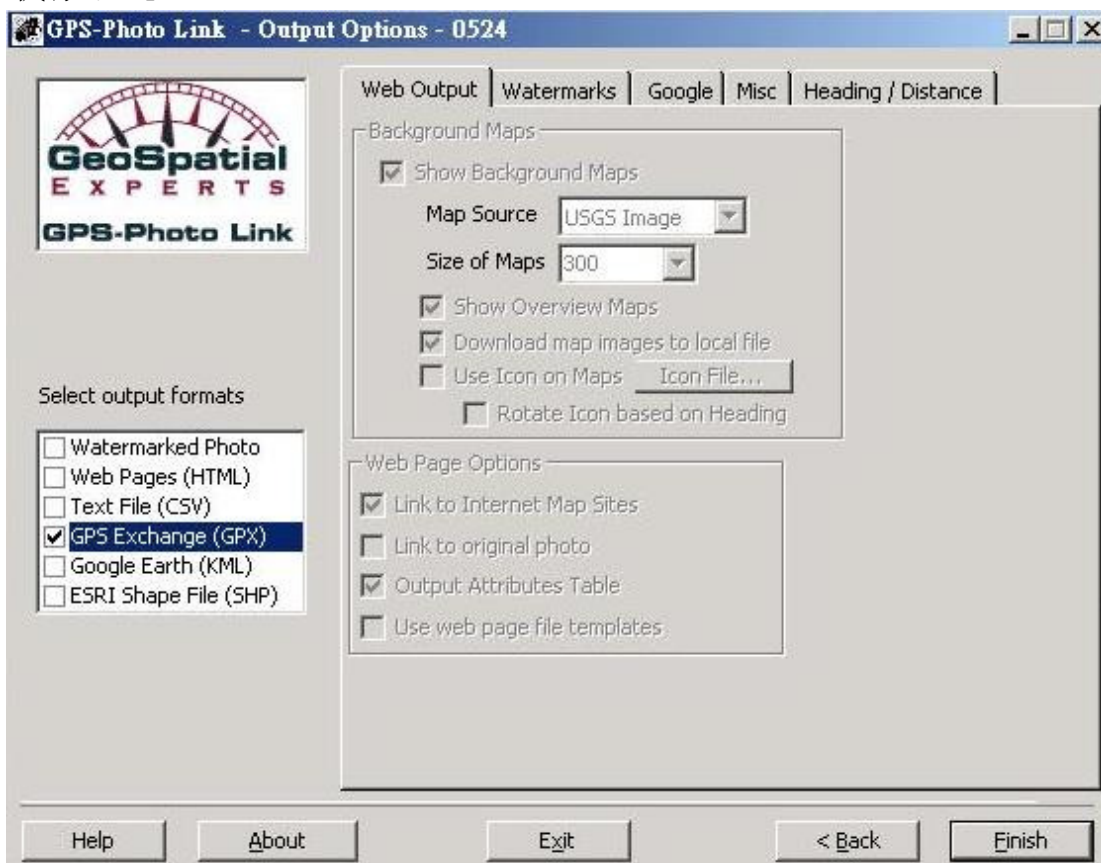 GPS-Photo Link - Output Options - 0524
GeoSpatial
EXPERTS
GPS-Photo Link
Select output formats
Watermarked Photo
Web Pages (HTML)
Text File (CSV)
GPS Exchange (GPX)
Google Earth (KML)
ESRI Shape File (SHP)
Web Output
Watermarks
Google
Misc
Heading / Distance
Background Maps
Show Background Maps
Map Source USGS Image
Size of Maps 300
Show Overview Maps
Download map images to local file
Use Icon on Maps Icon File...
Rotate Icon based on Heading
Web Page Options
Link to Internet Map Sites
Link to original photo
Output Attributes Table
Use web page file templates
Help
About
Exit
< Back
Finish